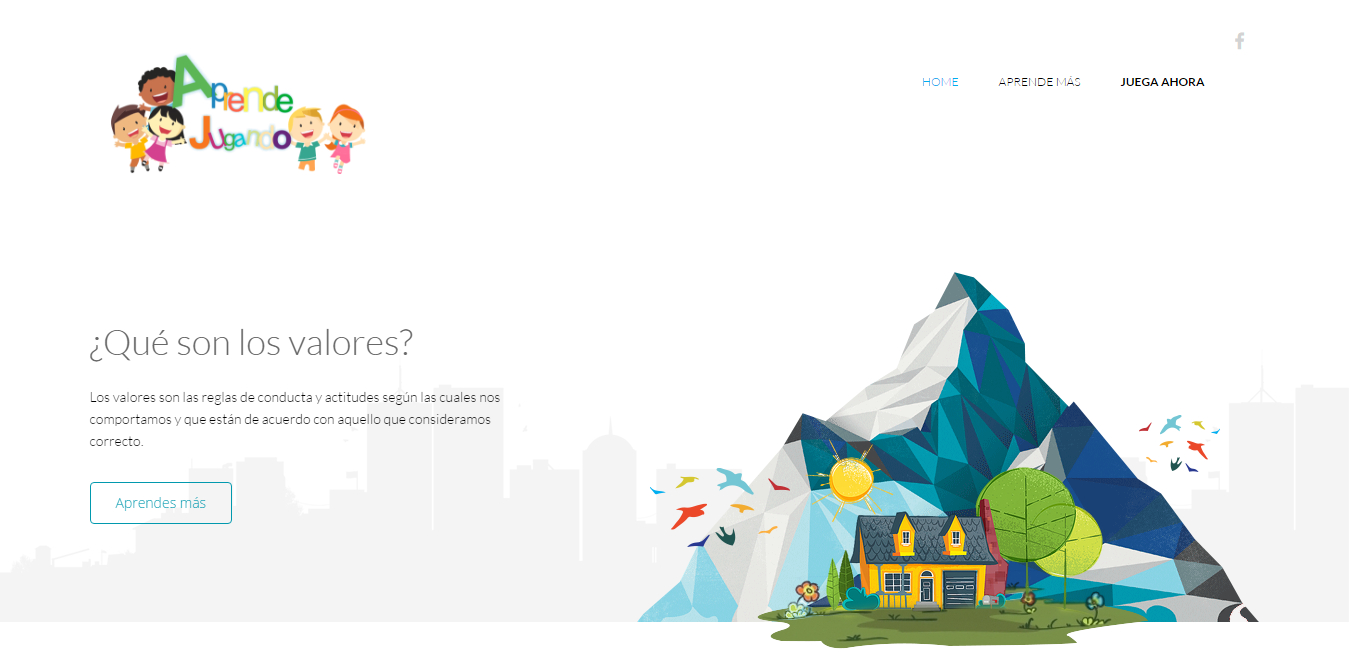 Aprende
Jugando
HOME
APRENDE MÁS
JUEGA AHORA
¿Qué son los valores?
Los valores son las reglas de conducta y actitudes según las cuales nos
comportamos y que están de acuerdo con aquello que consideramos
correcto.
Aprendes más